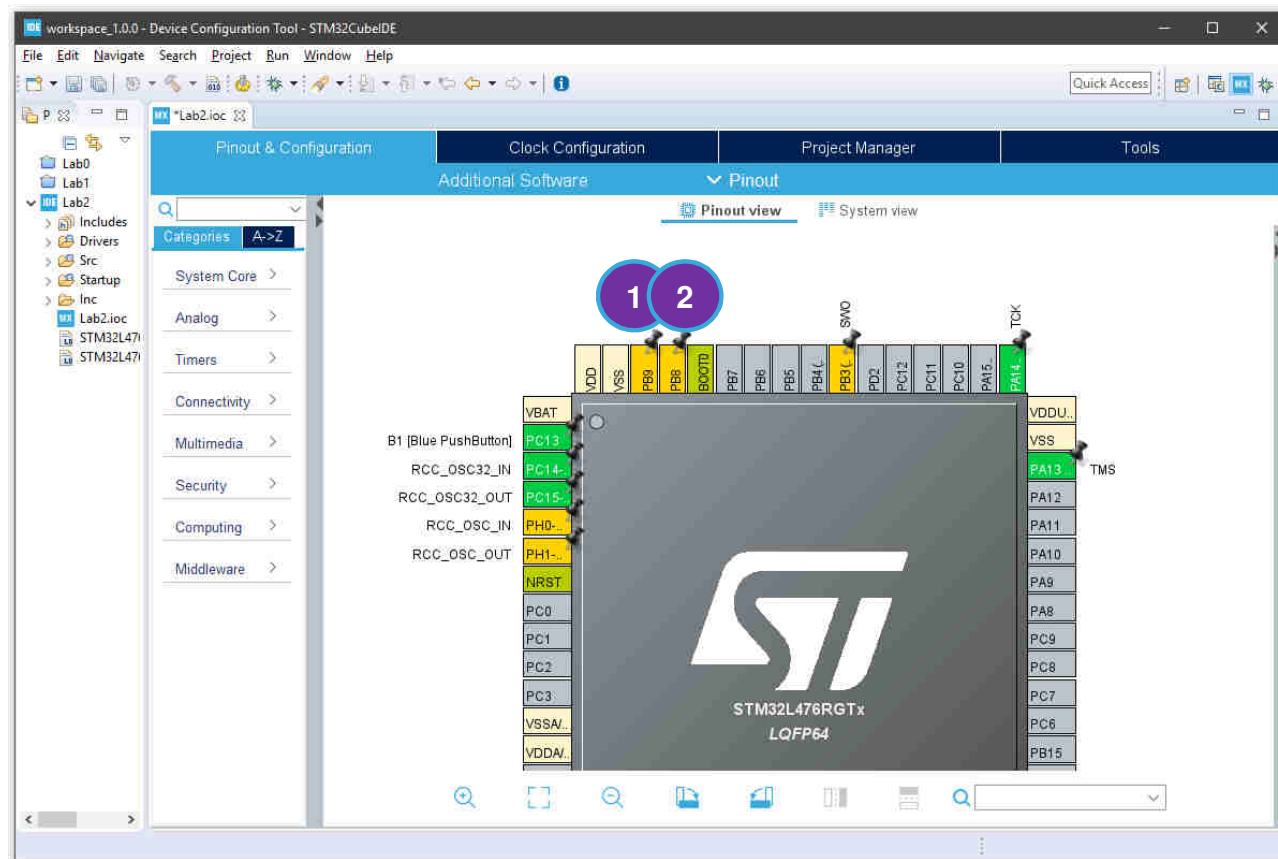 workspace_1.0.0 - Device Configuration Tool - STM32CubeIDE
File Edit Navigate Search Project Run Window Help
Quick Access
P
*Lab2.ioc
Pinout & Configuration
Clock Configuration
Project Manager
Tools
Additional Software
Pinout
Lab0
Lab1
Lab2
Includes
Drivers
Src
Startup
Inc
Lab2.ioc
STM32L47
STM32L47
Categories
A->Z
System Core
Analog
Timers
Connectivity
Multimedia
Security
Computing
Middleware
Pinout view
System view
1
2
SWO
TCK
VDD
VSS
PB9
PB8
BOOT0
PB7
PB6
PB5
PB4 (..
PB3 (..
PD2
PC12
PC11
PC10
PA15..
PA14..
VBAT
B1 [Blue PushButton] PC13
RCC_OSC32_IN PC14-..
RCC_OSC32_OUT PC15-..
RCC_OSC_IN PH0-..
RCC_OSC_OUT PH1-..
NRST
PC0
PC1
PC2
PC3
VSSA/..
VDDA/..
VDDU..
VSS
PA13.. TMS
PA12
PA11
PA10
PA9
PA8
PC9
PC8
PC7
PC6
PB15
ST
STM32L476RGTx
LQFP64